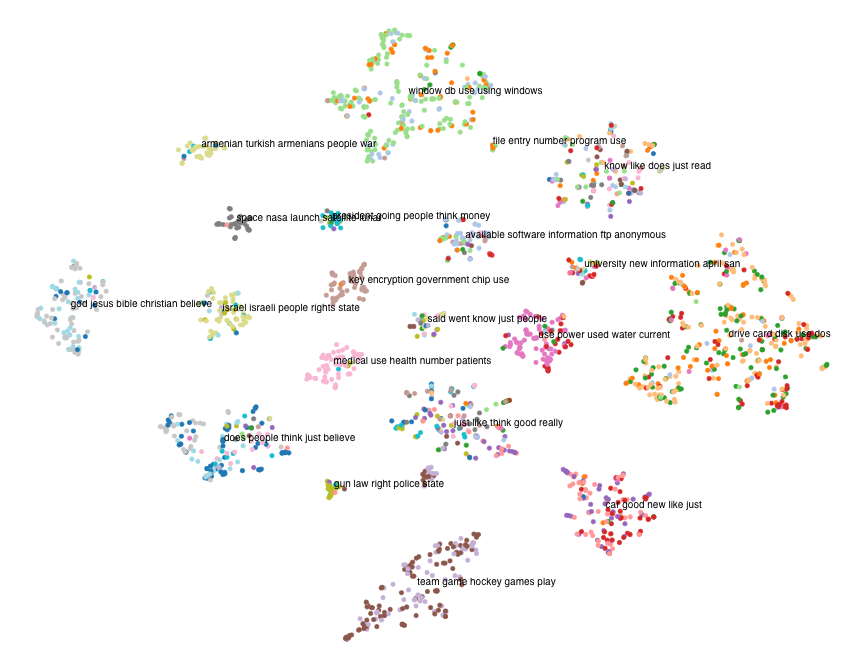 window db use using windows
file entry number program use
armenian turkish armenians people war
know like does just read
space nasa launch satellite lunar
president going people think money
available software information ftp anonymous
university new information april san
key encryption government chip use
god jesus bible christian believe
israel israeli people rights state
said went know just people
use power used water current
drive card disk use dos
medical use health number patients
just like think good really
does people think just believe
gun law right police state
car good new like just
team game hockey games play